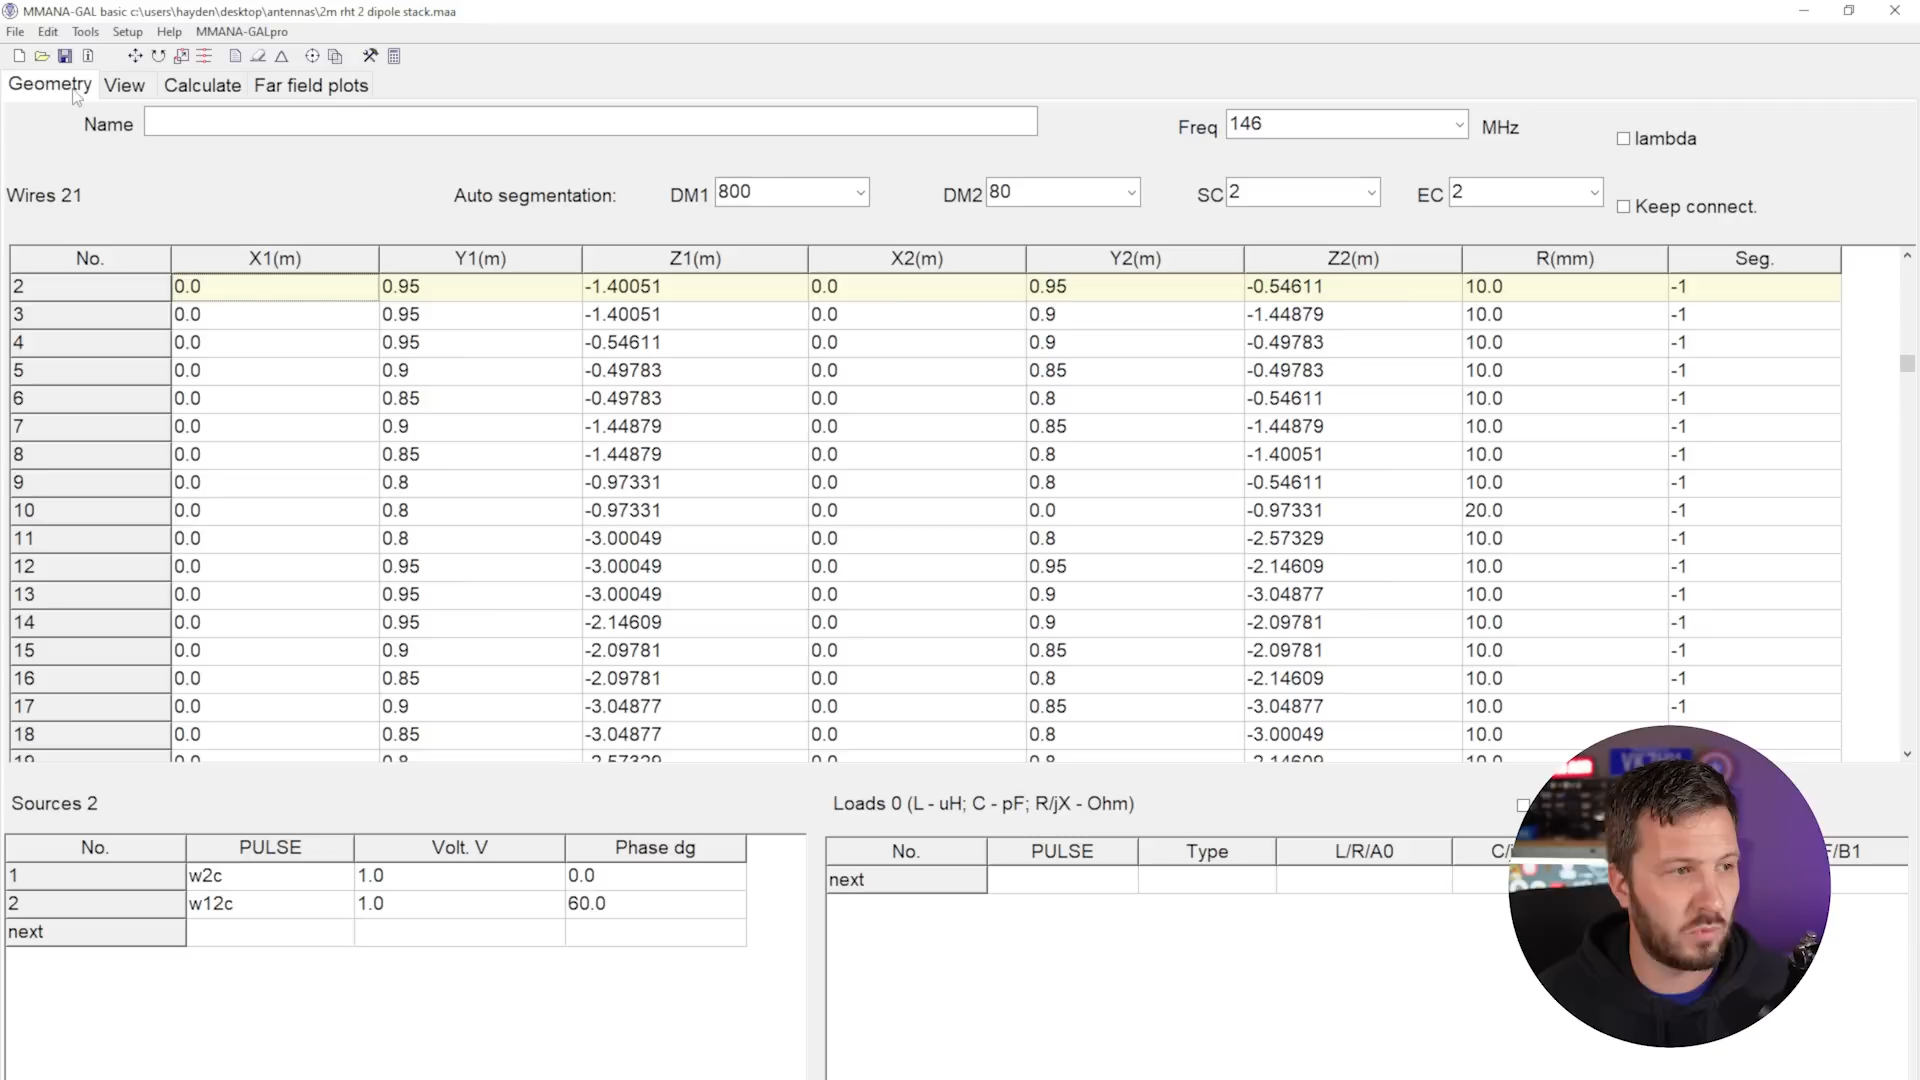 MMANA-GAL basic c:\users\hayden\desktop\antennas\2m rht 2 dipole stack.maa
File Edit Tools Setup Help MMANA-GALpro
Geometry View Calculate Far field plots
Name Freq 146 MHz lambda
Wires 21 Auto segmentation: DM1 800 DM2 80 SC 2 EC 2 Keep connect.
No. X1(m) Y1(m) Z1(m) X2(m) Y2(m) Z2(m) R(mm) Seg.
2 0.0 0.95 -1.40051 0.0 0.95 -0.54611 10.0 -1
3 0.0 0.95 -1.40051 0.0 0.9 -1.44879 10.0 -1
4 0.0 0.95 -0.54611 0.0 0.9 -0.49783 10.0 -1
5 0.0 0.9 -0.49783 0.0 0.85 -0.49783 10.0 -1
6 0.0 0.85 -0.49783 0.0 0.8 -0.54611 10.0 -1
7 0.0 0.9 -1.44879 0.0 0.85 -1.44879 10.0 -1
8 0.0 0.85 -1.44879 0.0 0.8 -1.40051 10.0 -1
9 0.0 0.8 -0.97331 0.0 0.8 -0.54611 10.0 -1
10 0.0 0.8 -0.97331 0.0 0.0 -0.97331 20.0 -1
11 0.0 0.8 -3.00049 0.0 0.8 -2.57329 10.0 -1
12 0.0 0.95 -3.00049 0.0 0.95 -2.14609 10.0 -1
13 0.0 0.95 -3.00049 0.0 0.9 -3.04877 10.0 -1
14 0.0 0.95 -2.14609 0.0 0.9 -2.09781 10.0 -1
15 0.0 0.9 -2.09781 0.0 0.85 -2.09781 10.0 -1
16 0.0 0.85 -2.09781 0.0 0.8 -2.14609 10.0 -1
17 0.0 0.9 -3.04877 0.0 0.85 -3.04877 10.0 -1
18 0.0 0.85 -3.04877 0.0 0.8 -3.00049 10.0
19 0.0 0.8 -2.57329 0.0 0.8 -2.14609 10.0
Sources 2 Loads 0 (L - uH; C - pF; R/jX - Ohm)
No. PULSE Volt. V Phase dg
1 w2c 1.0 0.0
2 w12c 1.0 60.0
next
No. PULSE Type L/R/A0 F/B1
next